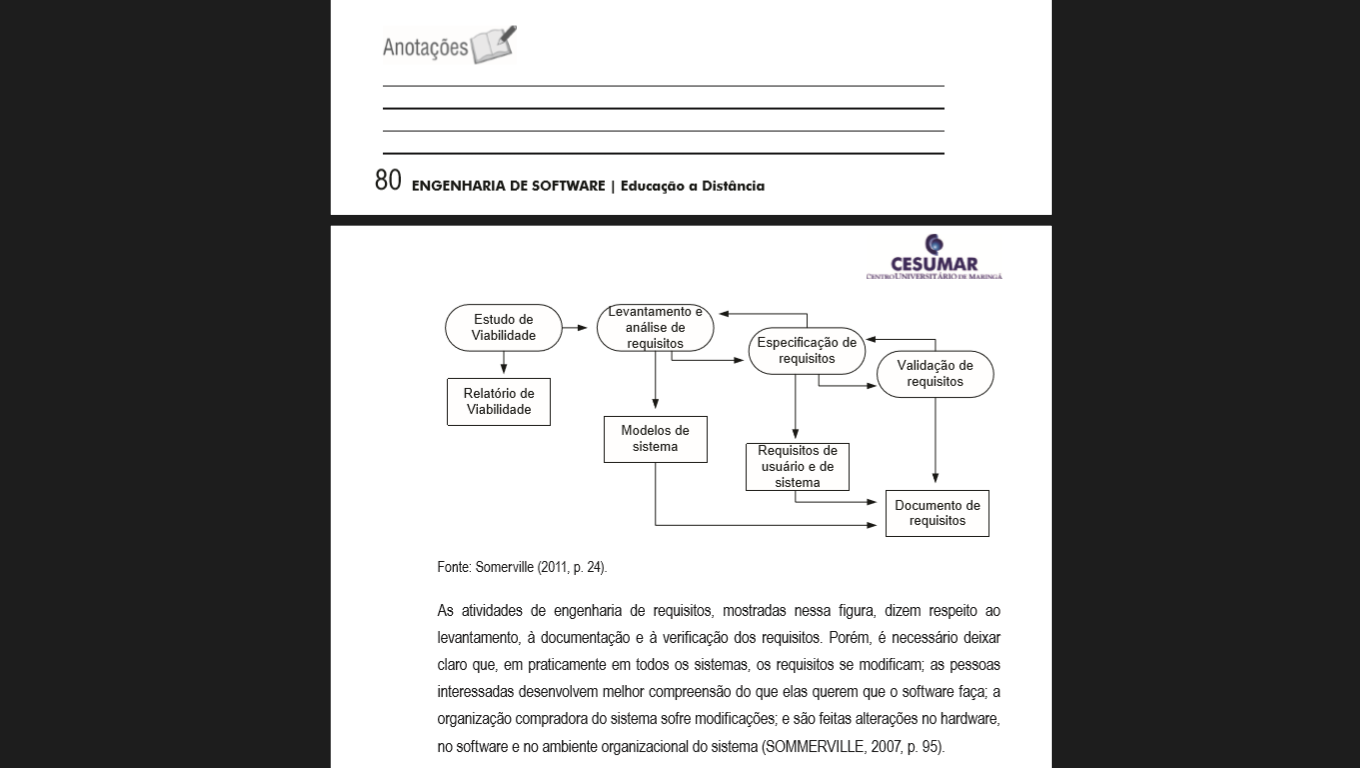 Anotações
80 ENGENHARIA DE SOFTWARE | Educação a Distância
CESUMAR
CENTRO UNIVERSITÁRIO DE MARINGÁ
Estudo de
Viabilidade
Levantamento e
análise de
requisitos
Especificação de
requisitos
Validação de
requisitos
Relatório de
Viabilidade
Modelos de
sistema
Requisitos de
usuário e de
sistema
Documento de
requisitos
Fonte: Somerville (2011, p. 24).
As atividades de engenharia de requisitos, mostradas nessa figura, dizem respeito ao
levantamento, à documentação e à verificação dos requisitos. Porém, é necessário deixar
claro que, em praticamente em todos os sistemas, os requisitos se modificam; as pessoas
interessadas desenvolvem melhor compreensão do que elas querem que o software faça; a
organização compradora do sistema sofre modificações; e são feitas alterações no hardware,
no software e no ambiente organizacional do sistema (SOMMERVILLE, 2007, p. 95).